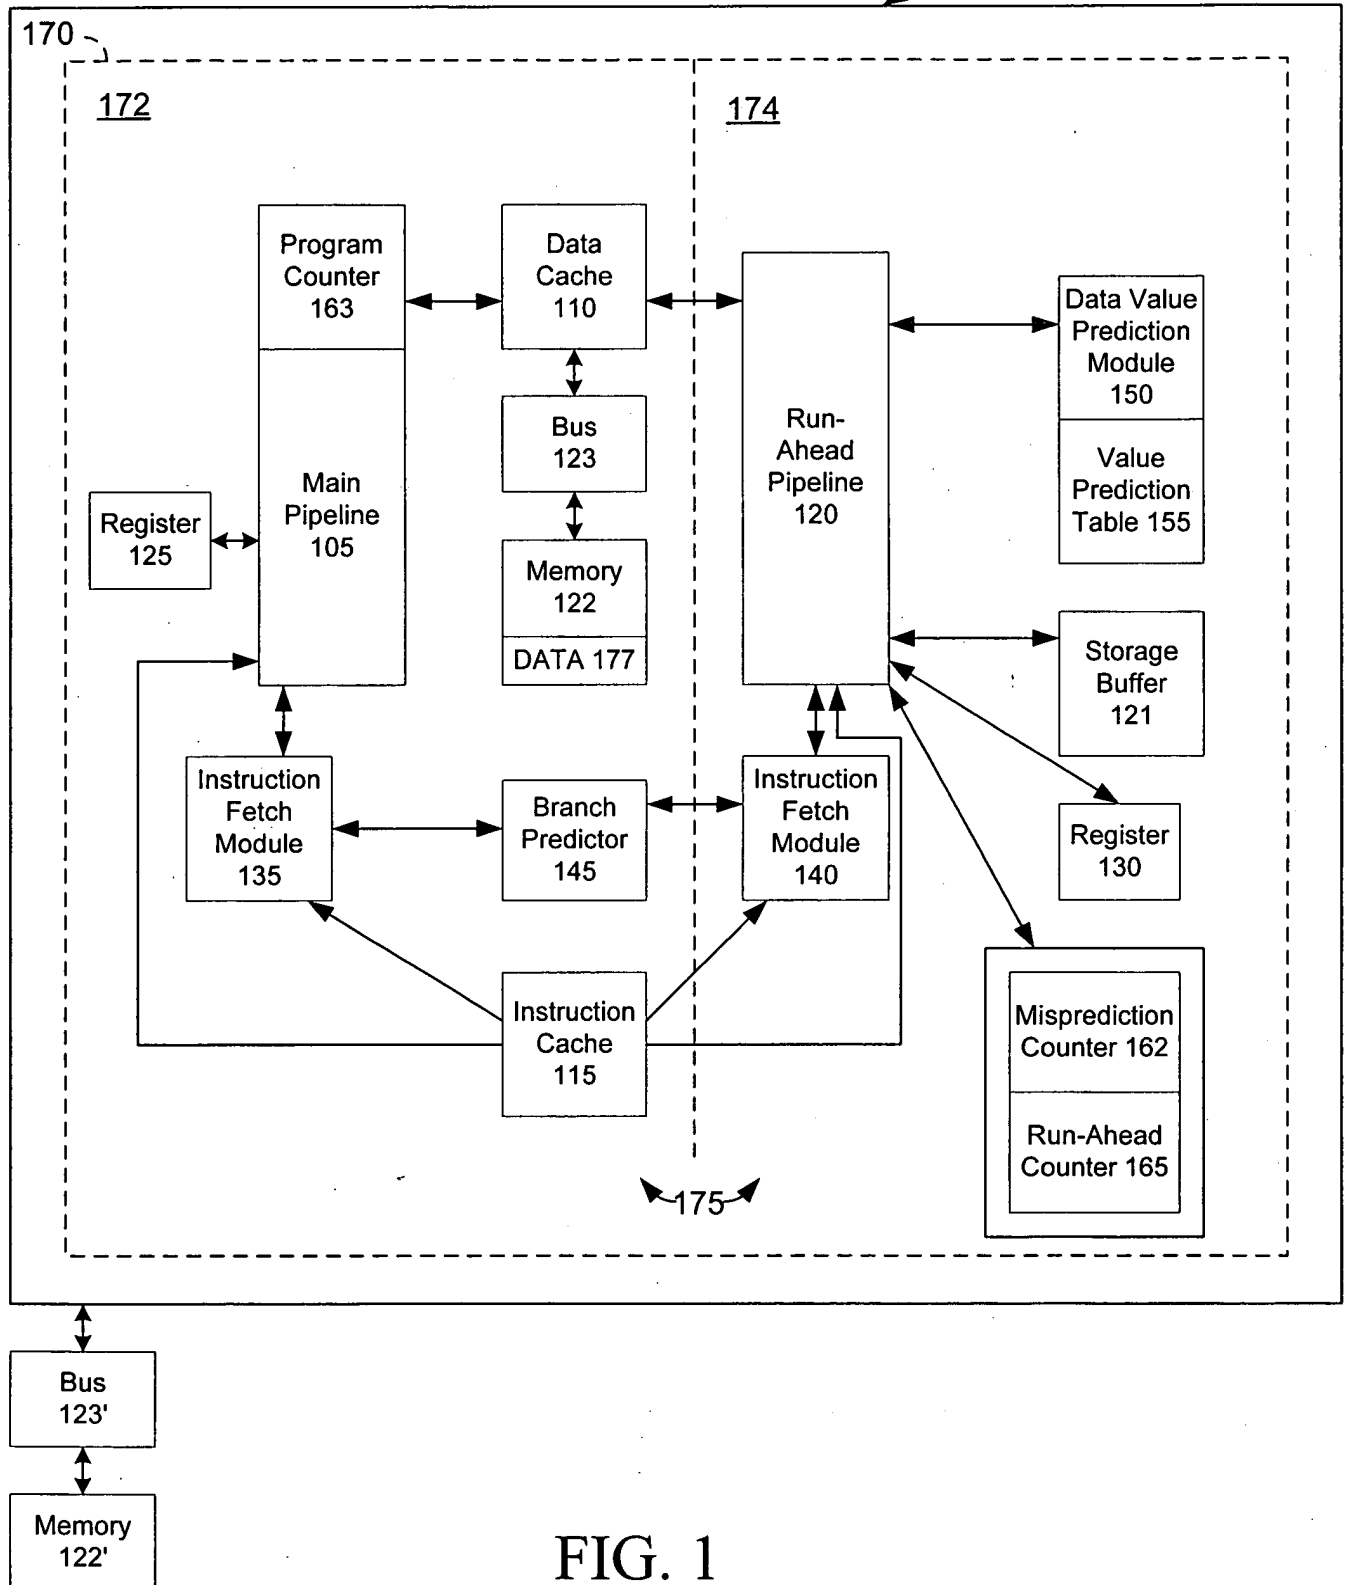 170
172
174
Program
Counter
163
Data
Cache
110
Data Value
Prediction
Module
150
Bus
123
Run-
Ahead
Pipeline
120
Value
Prediction
Table 155
Main
Pipeline
105
Register
125
Memory
122
DATA 177
Storage
Buffer
121
Instruction
Fetch
Module
135
Branch
Predictor
145
Instruction
Fetch
Module
140
Register
130
Instruction
Cache
115
Misprediction
Counter 162
Run-Ahead
Counter 165
175
Bus
123'
Memory
122'
FIG. 1